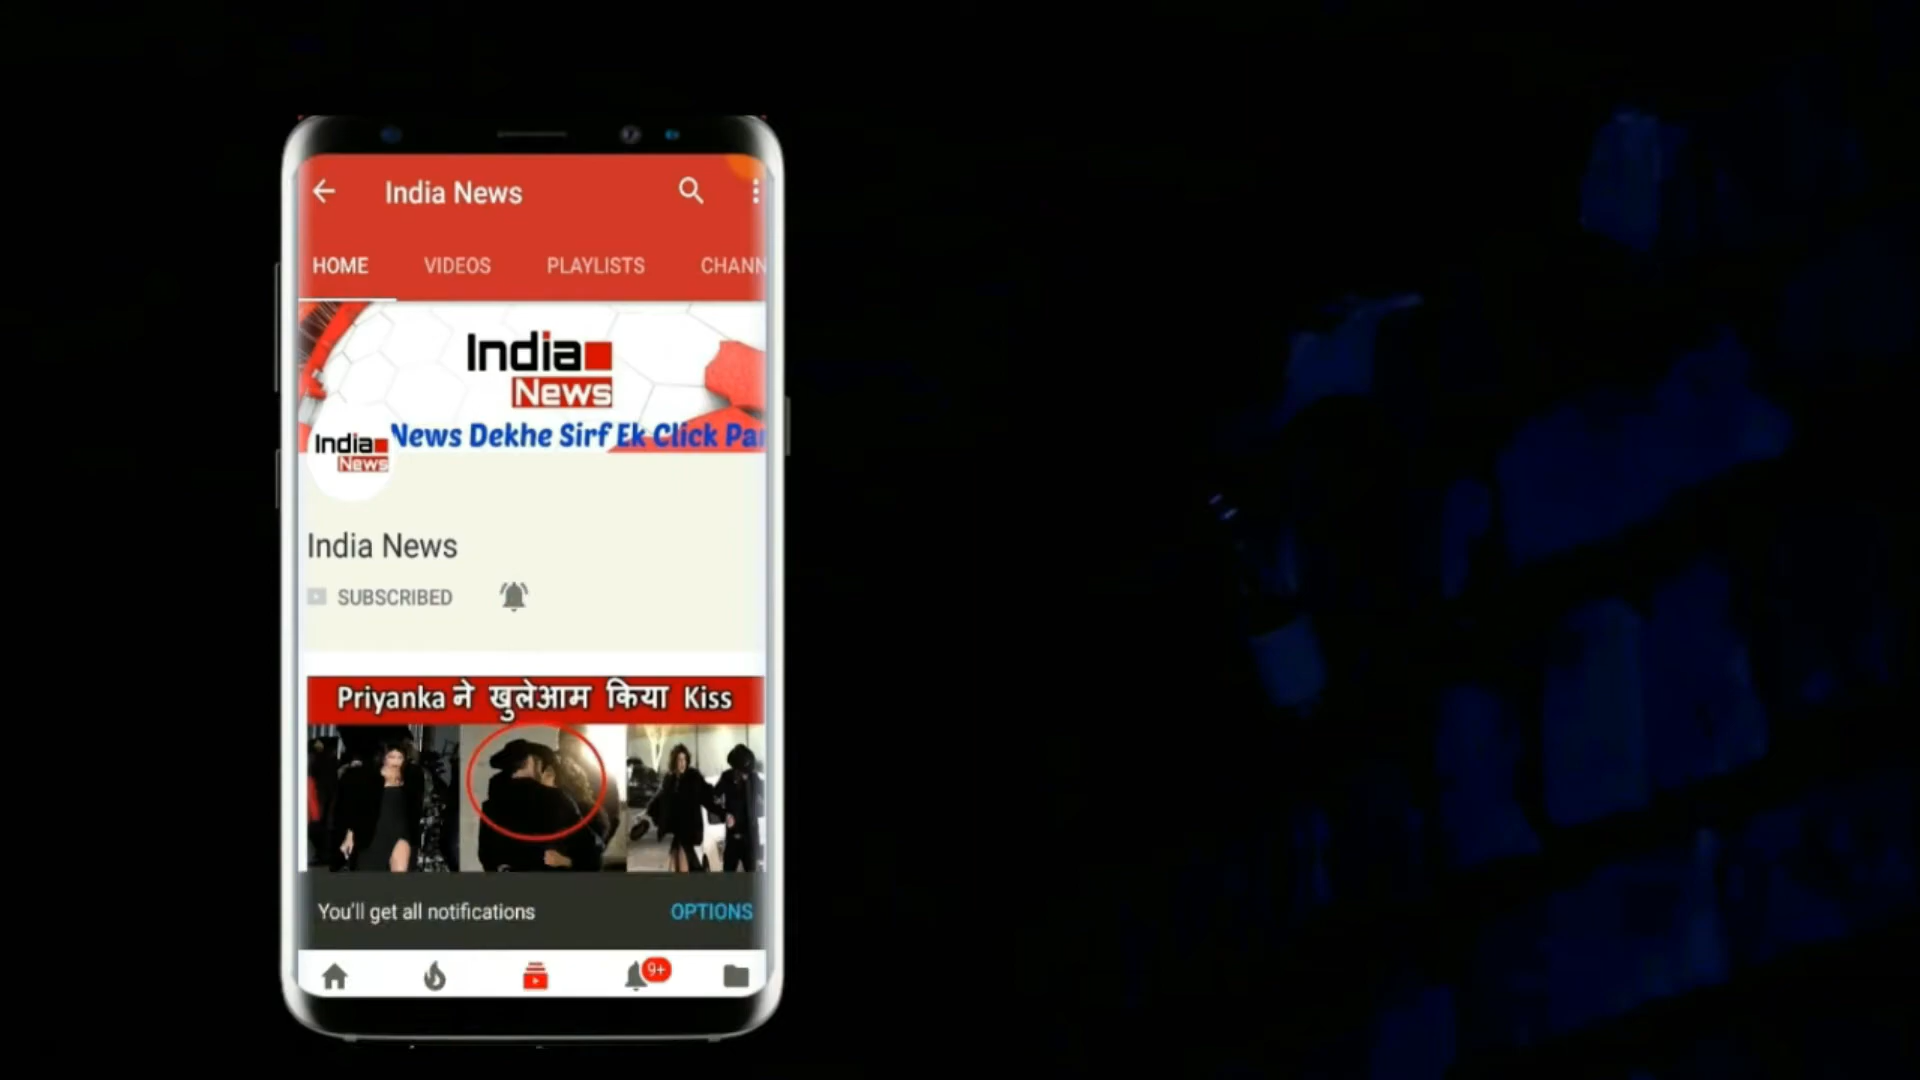 India News
HOME VIDEOS PLAYLISTS CHANN
India
News
News Dekhe Sirf Ek Click Par
India
News
India News
SUBSCRIBED
Priyanka ने खुलेआम किया Kiss
You'll get all notifications OPTIONS
9+